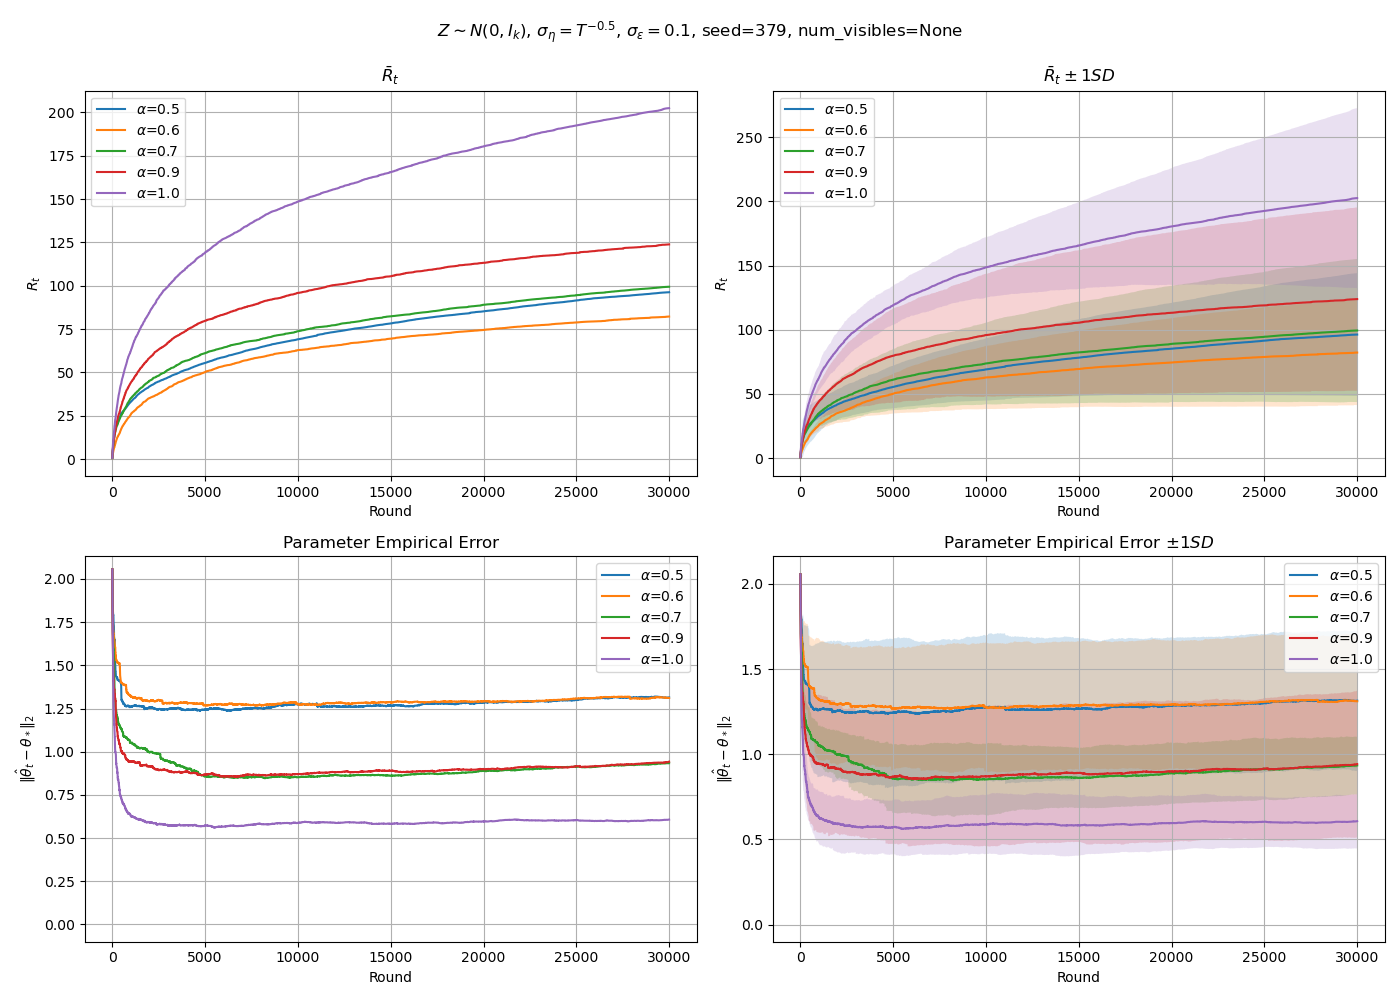 Z ∼ N(0, I_k), σ_η = T^{−0.5}, σ_ε = 0.1, seed=379, num_visibles=None
R̄_t
R_t
200
175
150
125
100
75
50
25
0
α=0.5
α=0.6
α=0.7
α=0.9
α=1.0
0 5000 10000 15000 20000 25000 30000
Round
R̄_t ± 1SD
R_t
250
200
150
100
50
0
α=0.5
α=0.6
α=0.7
α=0.9
α=1.0
0 5000 10000 15000 20000 25000 30000
Round
Parameter Empirical Error
‖θ̂_t − θ_*‖_2
2.00
1.75
1.50
1.25
1.00
0.75
0.50
0.25
0.00
α=0.5
α=0.6
α=0.7
α=0.9
α=1.0
0 5000 10000 15000 20000 25000 30000
Round
Parameter Empirical Error ±1SD
‖θ̂_t − θ_*‖_2
2.0
1.5
1.0
0.5
0.0
α=0.5
α=0.6
α=0.7
α=0.9
α=1.0
0 5000 10000 15000 20000 25000 30000
Round